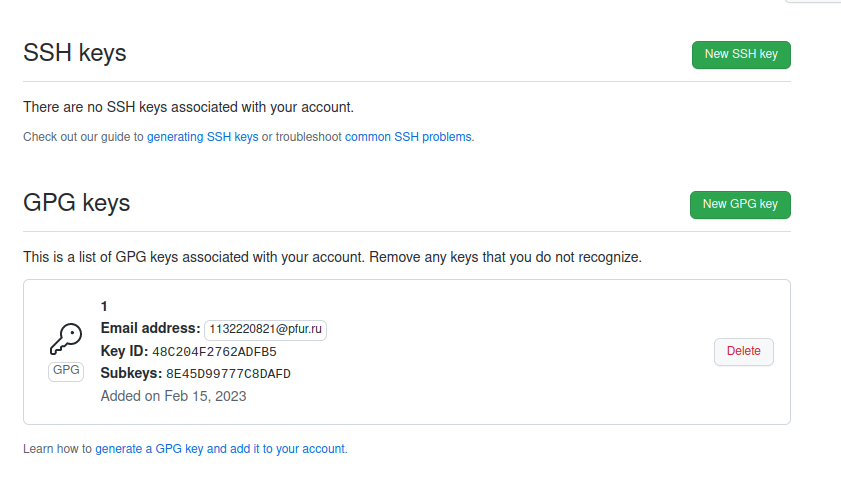 SSH keys
New SSH key
There are no SSH keys associated with your account.
Check out our guide to generating SSH keys or troubleshoot common SSH problems.
GPG keys
New GPG key
This is a list of GPG keys associated with your account. Remove any keys that you do not recognize.
1
Email address: 1132220821@pfur.ru
Key ID: 48C204F2762ADFB5
GPG
Subkeys: 8E45D99777C8DAFD
Added on Feb 15, 2023
Delete
Learn how to generate a GPG key and add it to your account.